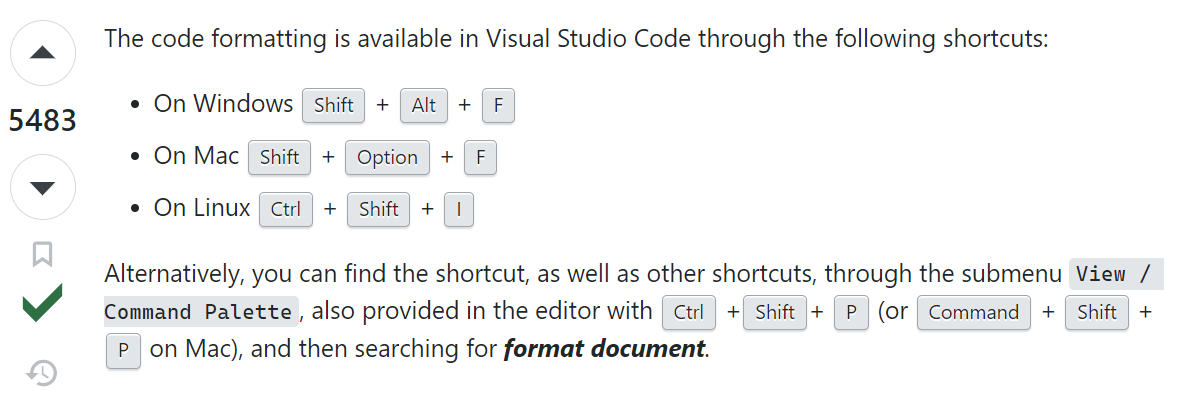 The code formatting is available in Visual Studio Code through the following shortcuts:
5483
• On Windows Shift + Alt + F
• On Mac Shift + Option + F
• On Linux Ctrl + Shift + I
Alternatively, you can find the shortcut, as well as other shortcuts, through the submenu View /
Command Palette, also provided in the editor with Ctrl + Shift + P (or Command + Shift +
P on Mac), and then searching for format document.